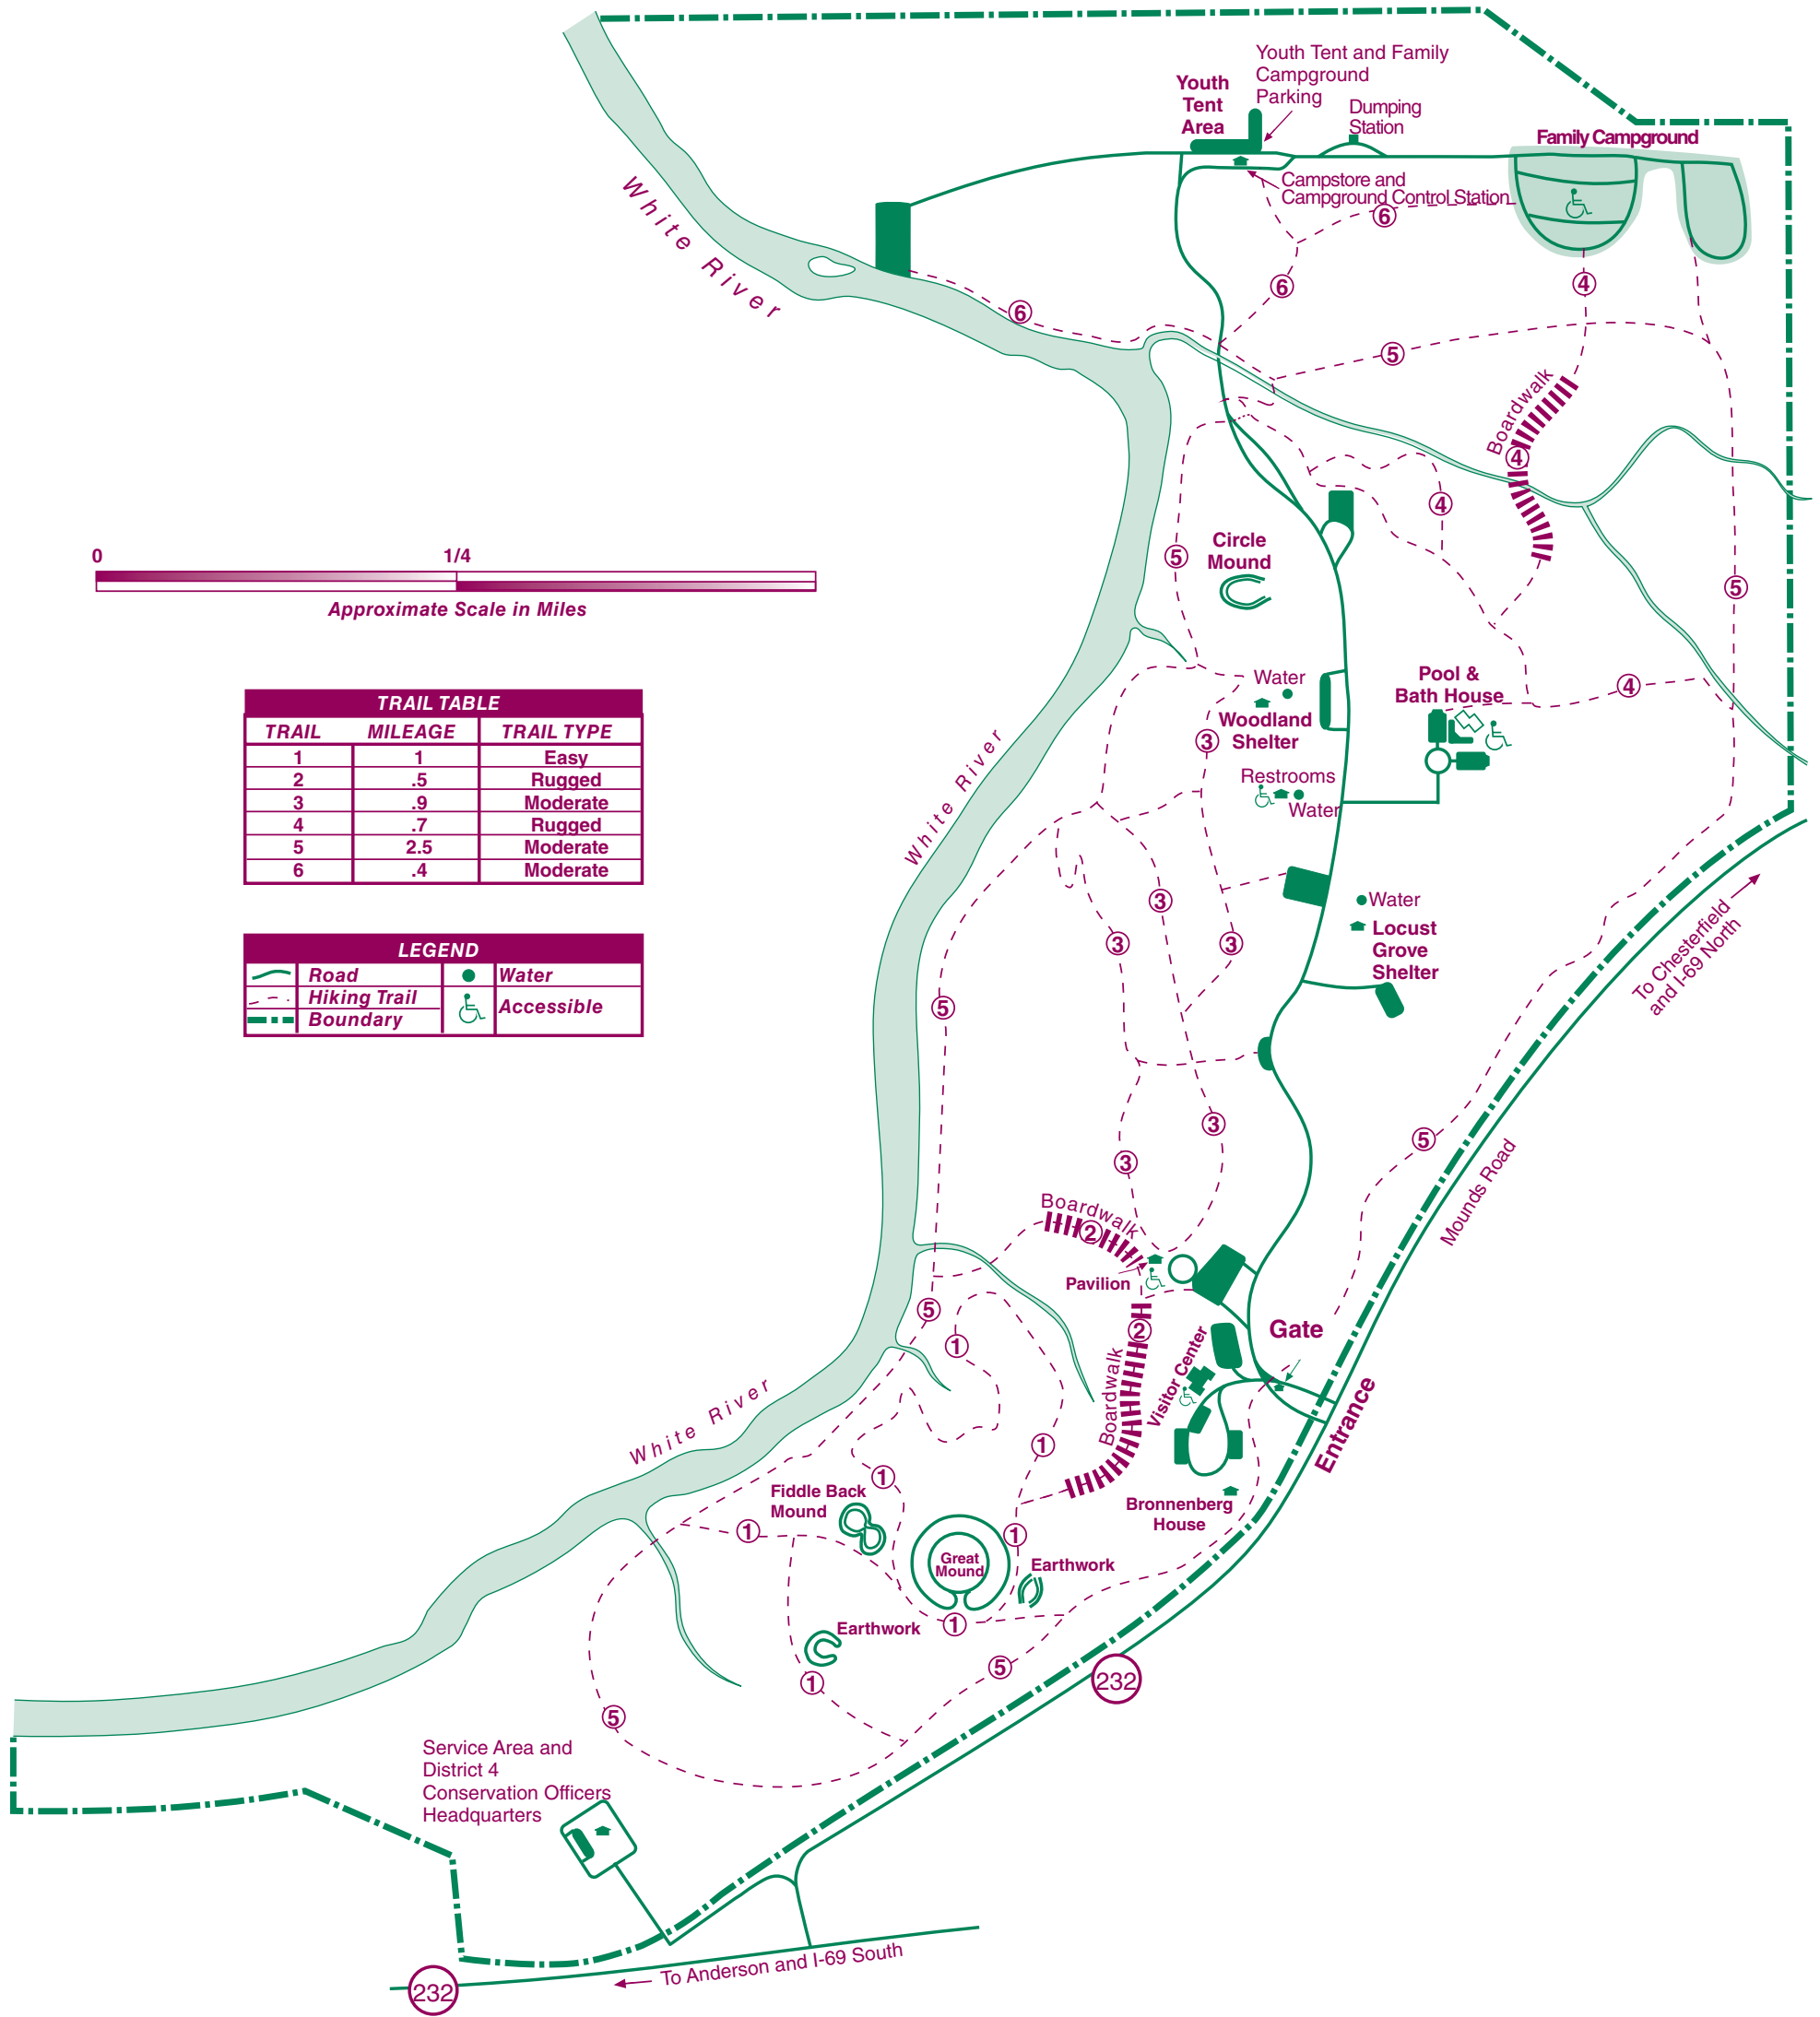 Youth Tent and Family
Campground
Parking
Youth
Tent
Area
Dumping
Station
Family Campground
Campstore and
Campground Control Station
White River
6
6
6
4
5
Boardwalk
4
4
5
5
Circle
Mound
0 1/4
Approximate Scale in Miles
Water
Woodland
Shelter
Pool &
Bath House
4
3
Restrooms
Water
White River
TRAIL TABLE
TRAIL MILEAGE TRAIL TYPE
1 1 Easy
2 .5 Rugged
3 .9 Moderate
4 .7 Rugged
5 2.5 Moderate
6 .4 Moderate
LEGEND
Road Water
Hiking Trail Accessible
Boundary
Water
Locust
Grove
Shelter
3
3
3
5
To Chesterfield
and I-69 North
3
3
5
Mounds Road
Boardwalk
2
Pavilion
5
1
2
Boardwalk
Gate
Visitor Center
Entrance
White River
1
1
Fiddle Back
Mound
1
Bronnenberg
House
1
Great
Mound
Earthwork
Earthwork
1
1
5
5
232
Service Area and
District 4
Conservation Officers
Headquarters
To Anderson and I-69 South
232